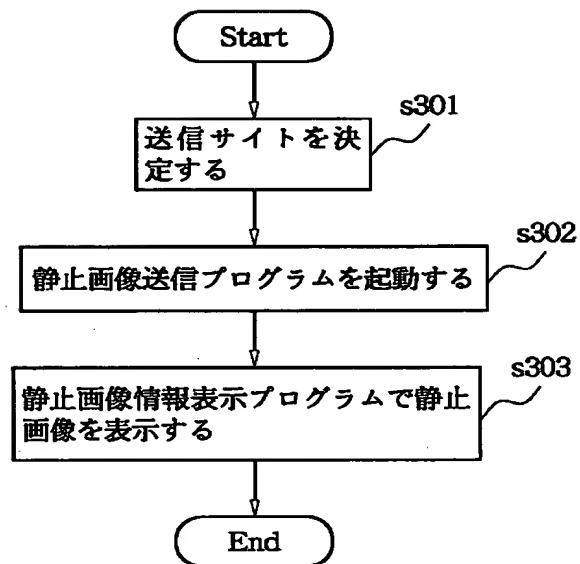 Start
s301
送信サイトを決
定する
s302
静止画像送信プログラムを起動する
s303
静止画像情報表示プログラムで静止
画像を表示する
End